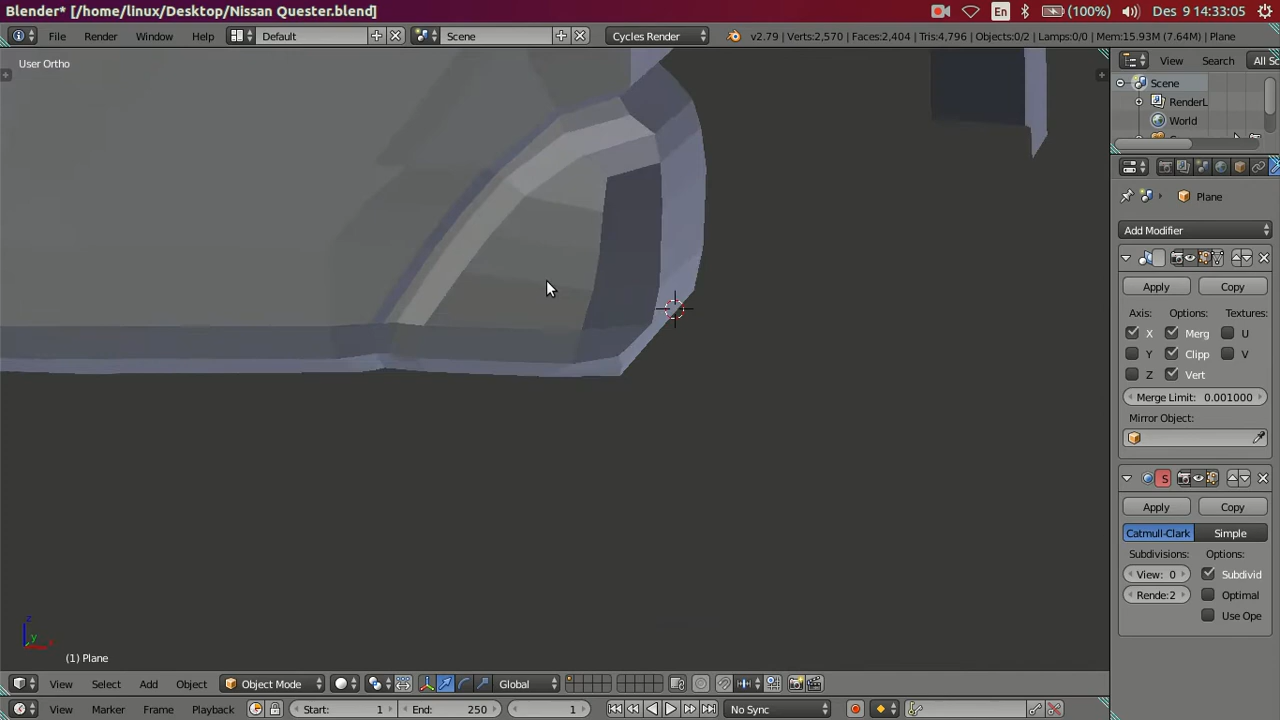 Blender* [/home/linux/Desktop/Nissan Quester.blend]
En (100%) Des 9 14:33:05
File Render Window Help Default Scene Cycles Render v2.79 | Verts:2,570 | Faces:2,404 | Tris:4,796 | Objects:0/2 | Lamps:0/0 | Mem:15.93M (7.64M) | Plane
User Ortho
View Search All Sc
Scene
RenderL
World
Plane
Add Modifier
Apply Copy
Axis: Options: Textures:
X Merg U
Y Clipp V
Z Vert
Merge Limit: 0.001000
Mirror Object:
S
Apply Copy
Catmull-Clark Simple
Subdivisions: Options:
View: 0 Subdivid
Rende:2 Optimal
Use Ope
z
y
x
(1) Plane
View Select Add Object Object Mode Global
View Marker Frame Playback Start: 1 End: 250 1 No Sync